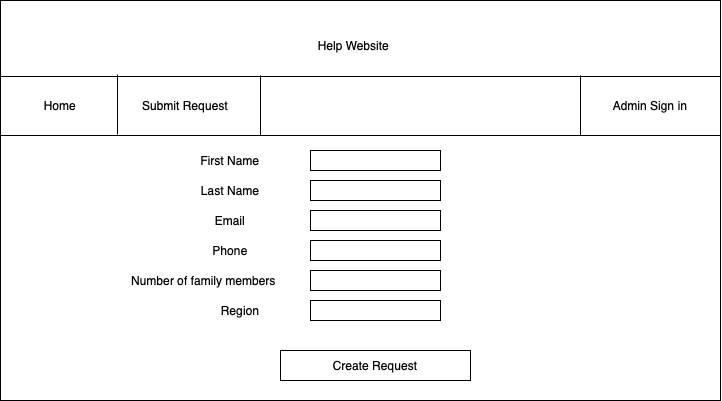 Help Website
Home
Submit Request
Admin Sign in
First Name
Last Name
Email
Phone
Number of family members
Region
Create Request